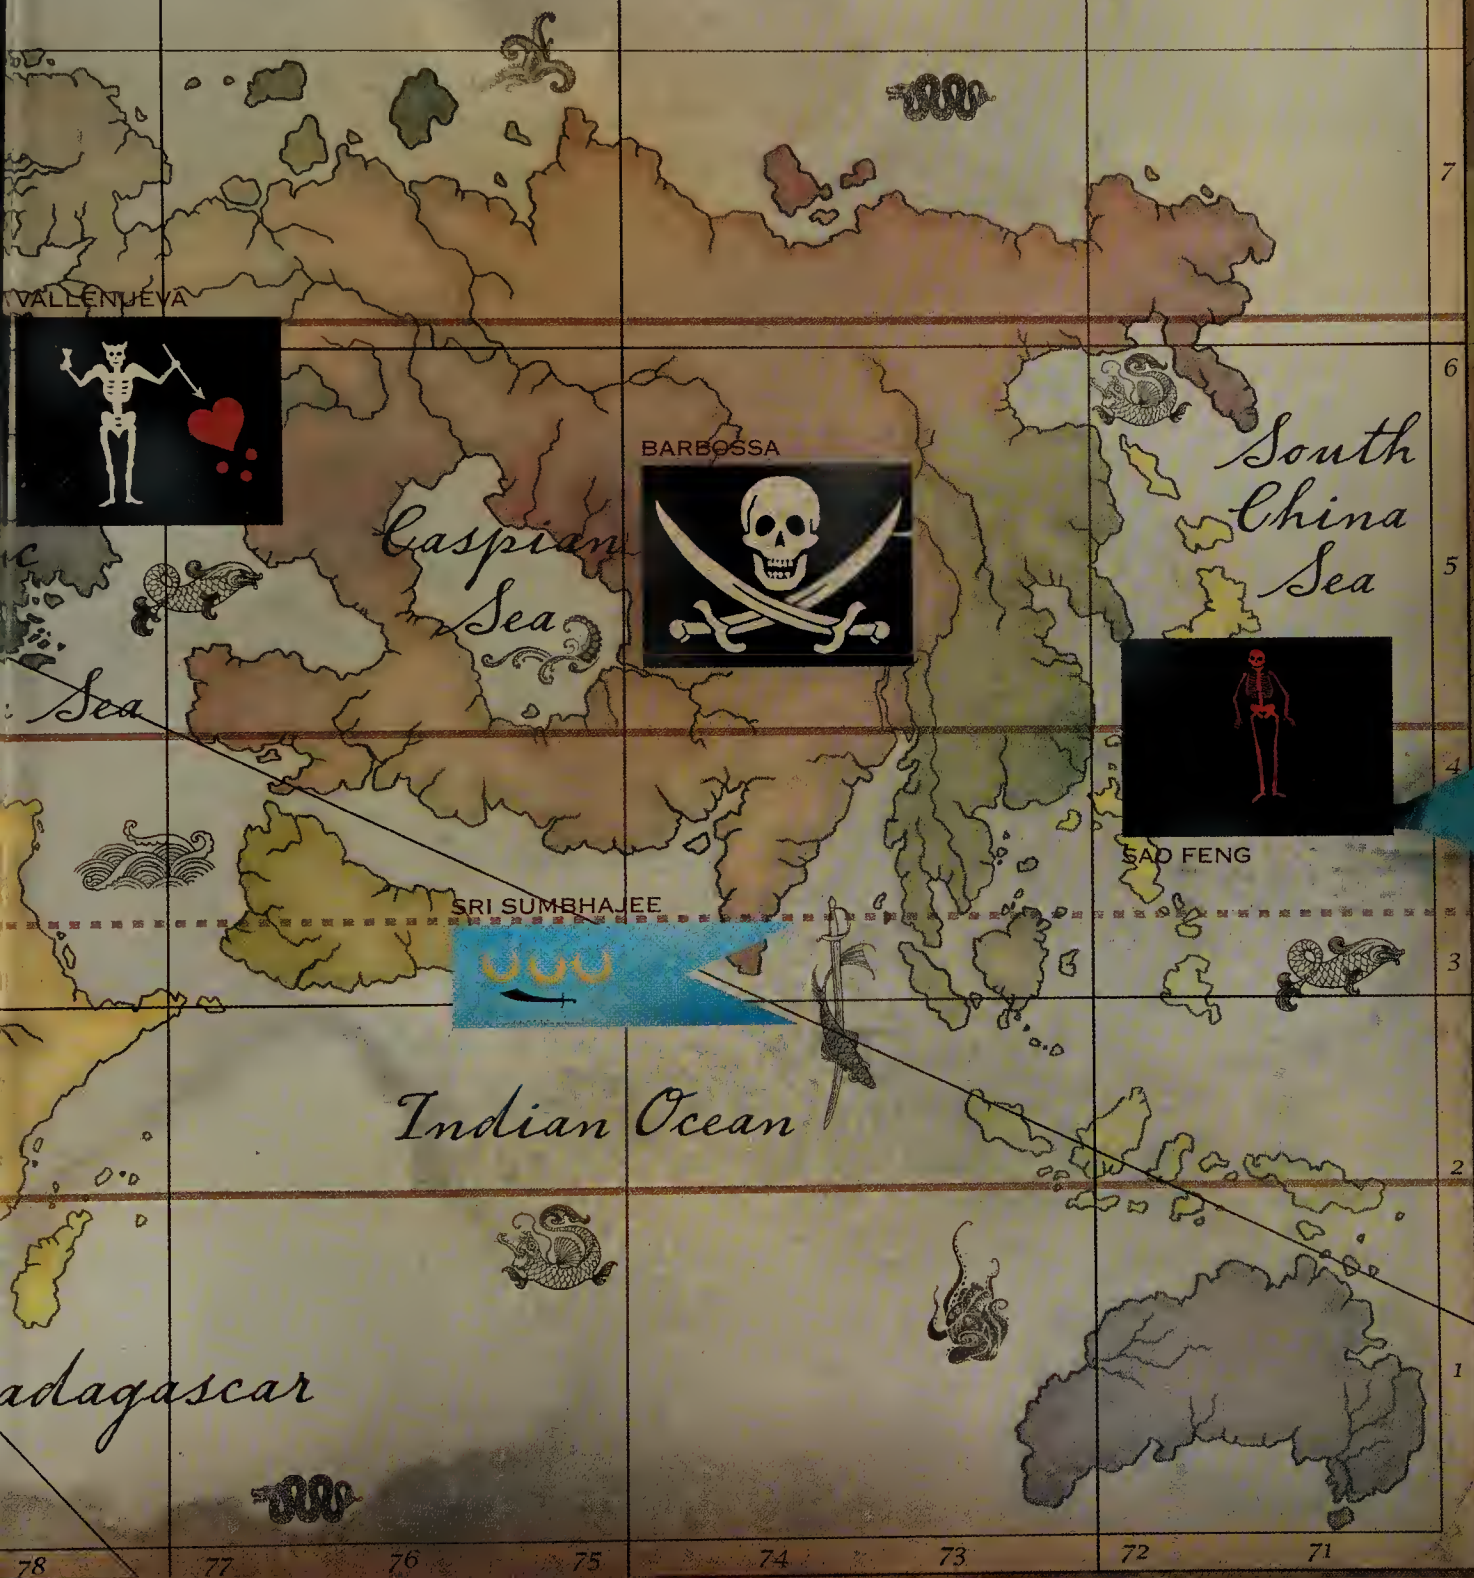 7
VALLENUEVA
6
South
China
Sea
BARBOSSA
Caspian
Sea
5
c
Sea
4
SAO FENG
SRI SUMBHAJEE
3
Indian Ocean
2
1
adagascar
78 77 76 75 74 73 72 71